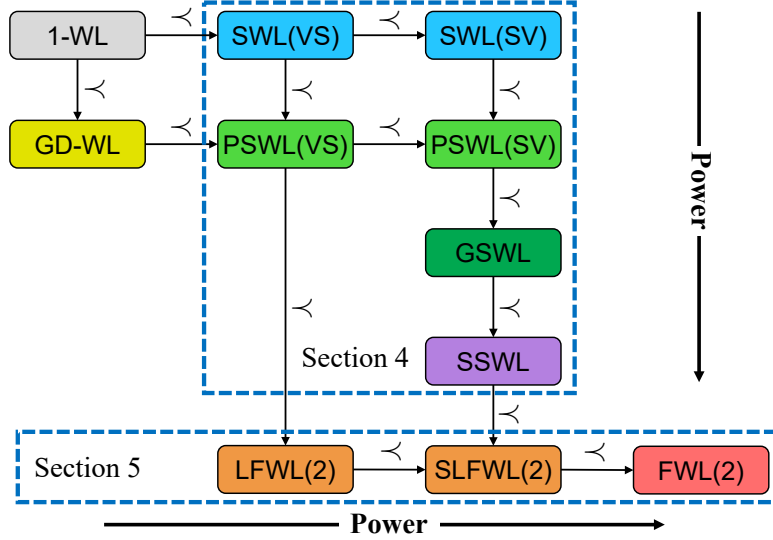 1-WL
≺
SWL(VS)
≺
SWL(SV)
≺
≺
≺
GD-WL
≺
PSWL(VS)
≺
PSWL(SV)
Power
≺
GSWL
≺
≺
Section 4
SSWL
≺
Section 5
LFWL(2)
≺
SLFWL(2)
≺
FWL(2)
Power